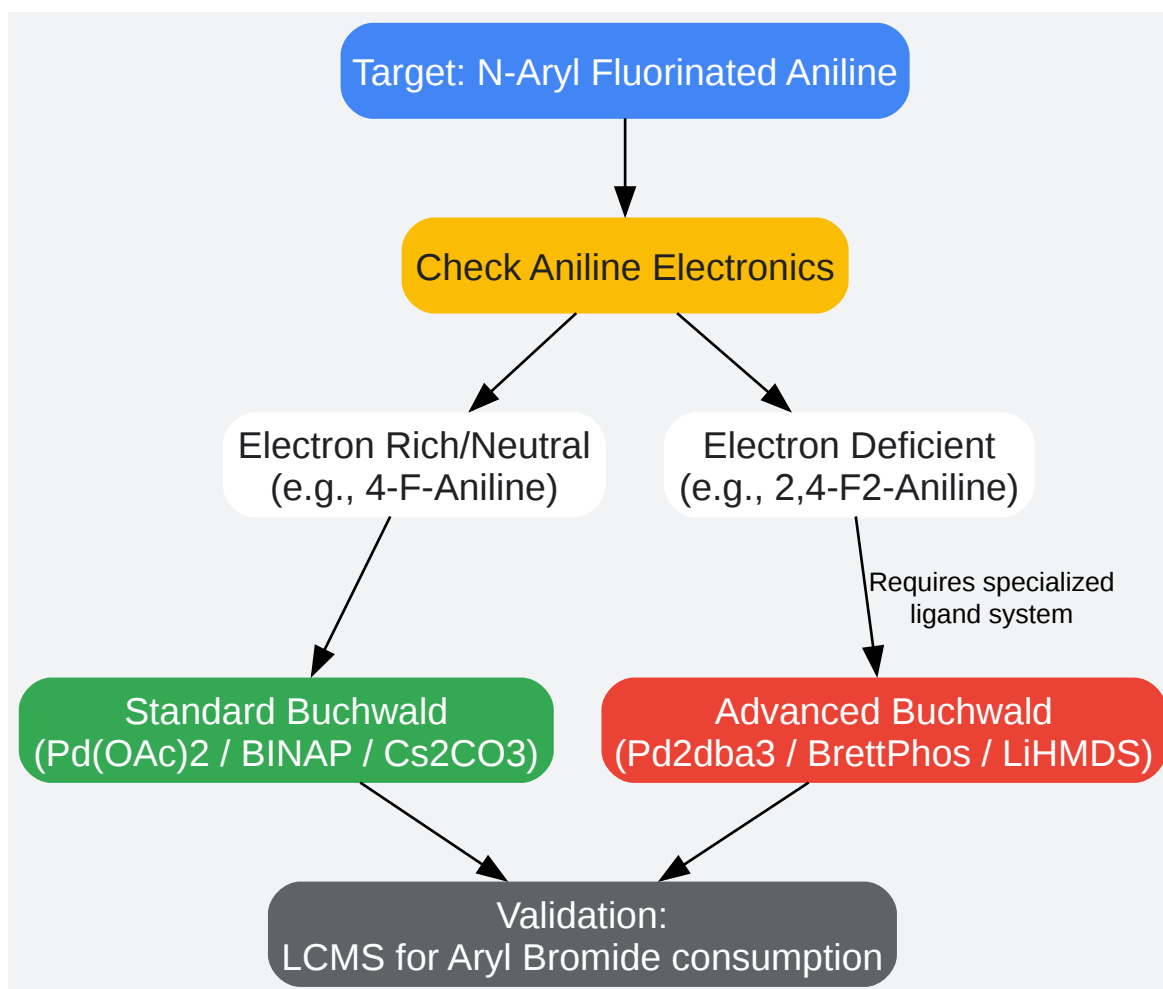 Target: N-Aryl Fluorinated Aniline
Check Aniline Electronics
Electron Rich/Neutral
(e.g., 4-F-Aniline)
Electron Deficient
(e.g., 2,4-F2-Aniline)
Requires specialized
ligand system
Standard Buchwald
(Pd(OAc)2 / BINAP / Cs2CO3)
Advanced Buchwald
(Pd2dba3 / BrettPhos / LiHMDS)
Validation:
LCMS for Aryl Bromide consumption